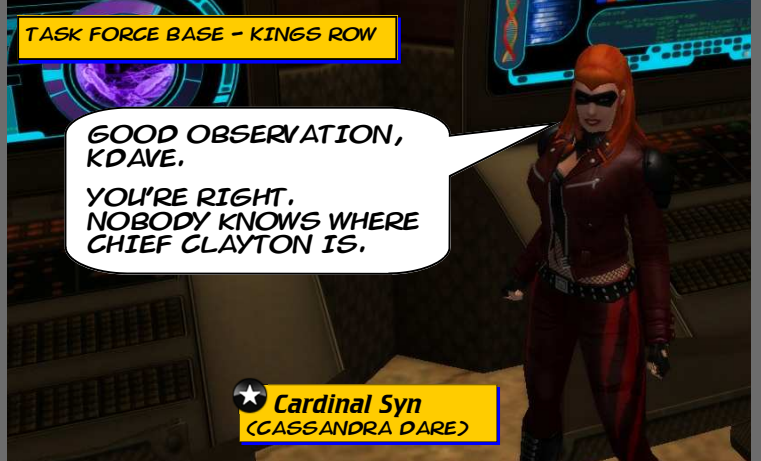 TASK FORCE BASE - KINGS ROW
GOOD OBSERVATION,
KDAVE.
YOU'RE RIGHT.
NOBODY KNOWS WHERE
CHIEF CLAYTON IS.
Cardinal Syn
(CASSANDRA DARE)